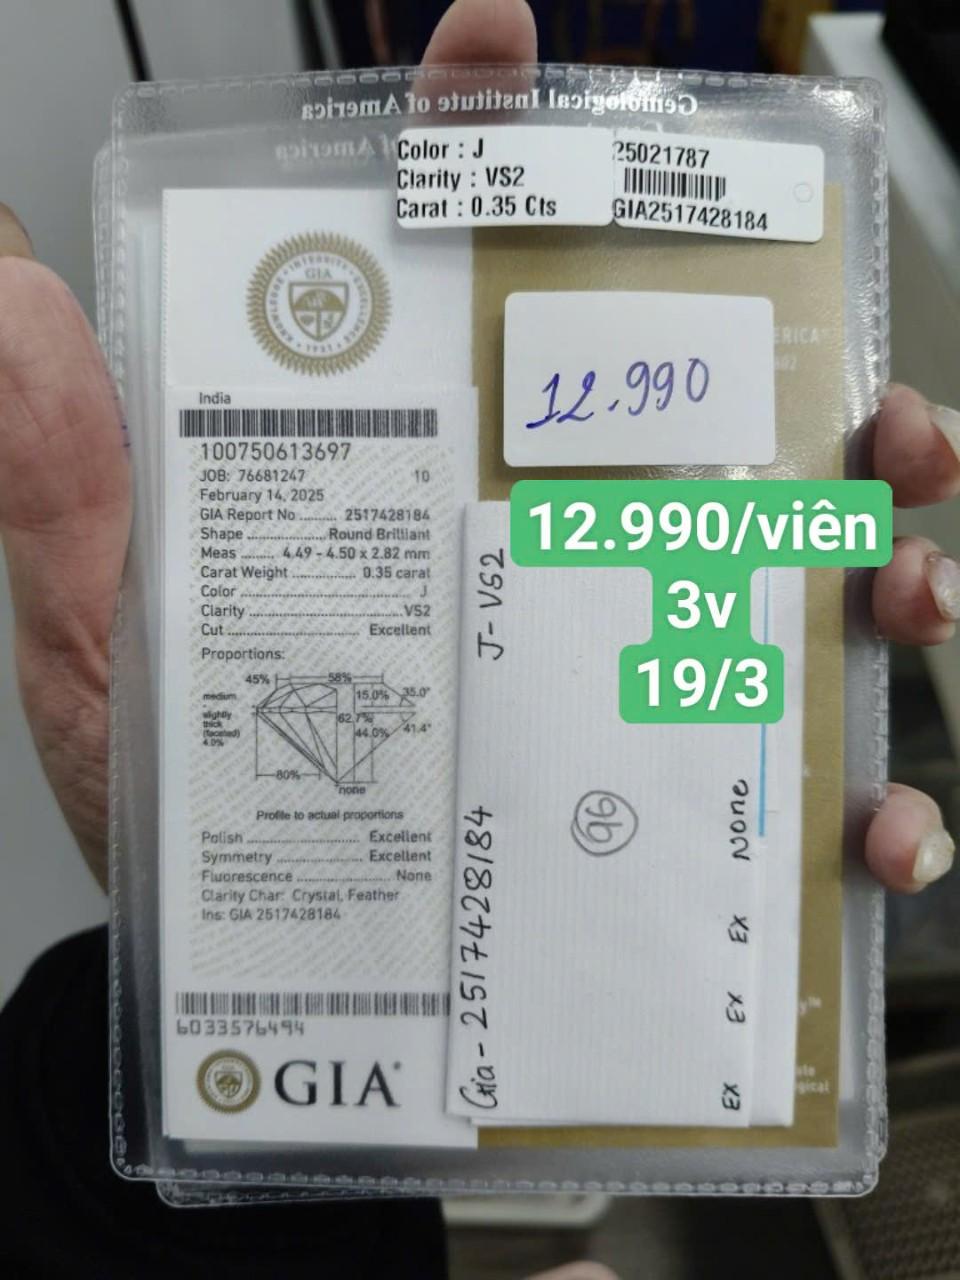 Gemological Institute of America
Color : J
Clarity : VS2
Carat : 0.35 Cts
25021787
GIA2517428184
GIA
12.990
12.990/viên
3v
19/3
India
100750613697
JOB: 76681247 10
February 14, 2025
GIA Report No .......... 2517428184
Shape .................... Round Brilliant
Meas ........ 4.49 - 4.50 x 2.82 mm
Carat Weight ................. 0.35 carat
Color ............................................. J
Clarity ........................................ VS2
Cut ................................... Excellent
Proportions:
45% 58%
medium
-
slightly
thick
(faceted)
4.0%
15.0% 35.0°
62.7%
44.0% 41.4°
80%
none
Profile to actual proportions
Polish ............................. Excellent
Symmetry ...................... Excellent
Fluorescence ........................ None
Clarity Char: Crystal, Feather
Ins: GIA 2517428184
6033576494
GIA®
J - VS2
Gia - 2517428184
96
EX EX EX None